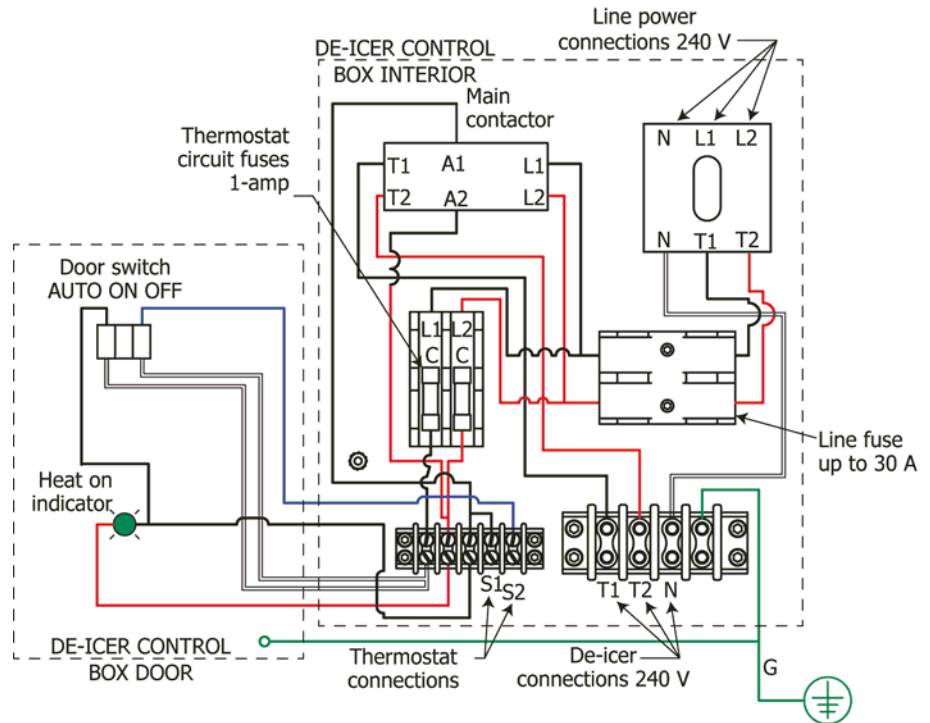 Line power
connections 240 V
DE-ICER CONTROL
BOX INTERIOR
Main
contactor
N L1 L2
Thermostat
circuit fuses
1-amp
T1 A1 L1
T2 A2 L2
N T1 T2
Door switch
AUTO ON OFF
L1 L2
C C
Line fuse
up to 30 A
Heat on
indicator
S1 S2
T1 T2 N
DE-ICER CONTROL
BOX DOOR
Thermostat
connections
De-icer
connections 240 V
G